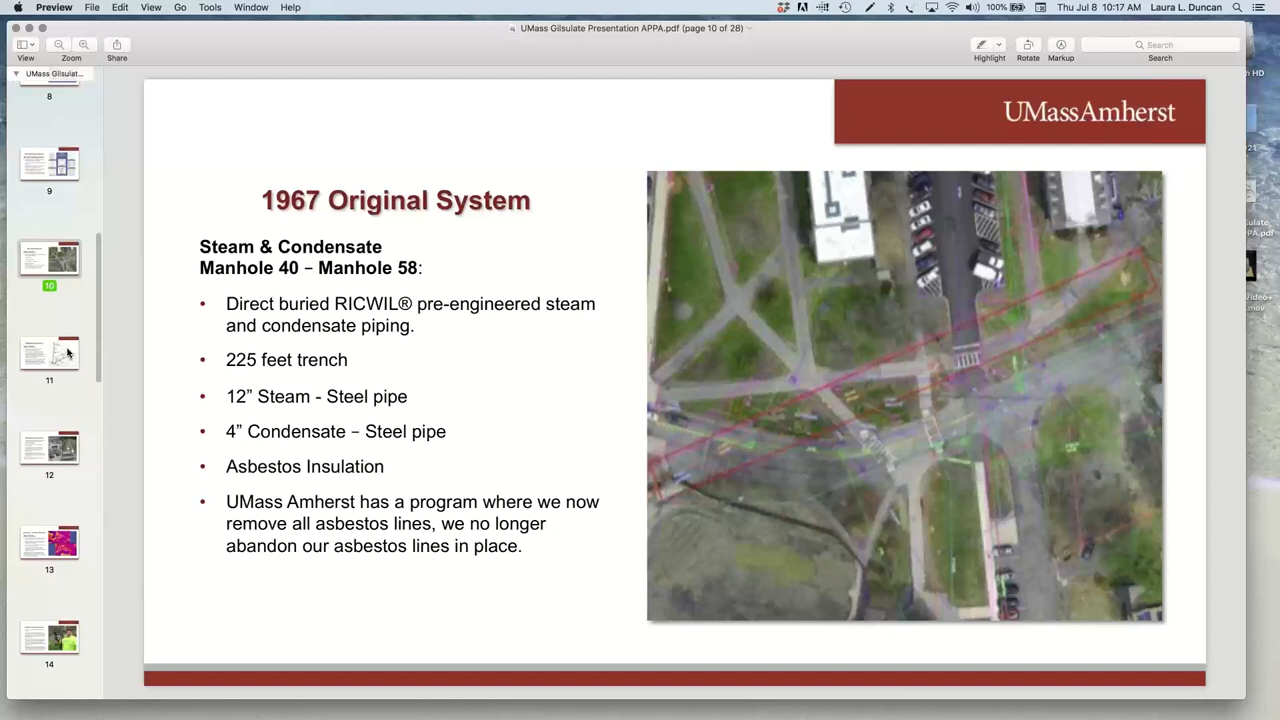 Preview File Edit View Go Tools Window Help
100% Thu Jul 8 10:17 AM Laura L. Duncan
UMass Gilsulate Presentation APPA.pdf (page 10 of 28)
View Zoom Share Highlight Rotate Markup Search
Search
UMass Gilsulat...
8
9
10
11
12
13
14
UMassAmherst
1967 Original System
Steam & Condensate
Manhole 40 – Manhole 58:
• Direct buried RICWIL® pre-engineered steam
and condensate piping.
• 225 feet trench
• 12” Steam - Steel pipe
• 4” Condensate – Steel pipe
• Asbestos Insulation
• UMass Amherst has a program where we now
remove all asbestos lines, we no longer
abandon our asbestos lines in place.